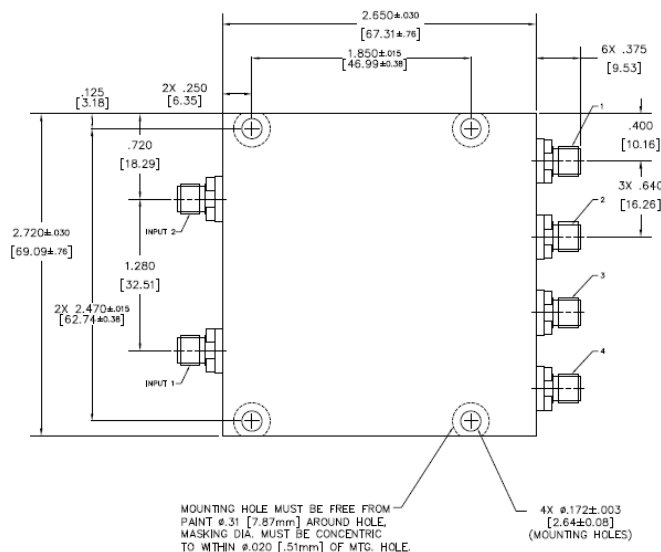 2.650±.030
[67.31±.76]
1.850±.015
[46.99±0.38]
6X .375
[9.53]
2X .250
[6.35]
.125
[3.18]
1
.400
[10.16]
.720
[18.29]
3X .640
[16.26]
2
INPUT 2
2.720±.030
[69.09±.76]
1.280
[32.51]
3
2X 2.470±.015
[62.74±0.38]
4
INPUT 1
MOUNTING HOLE MUST BE FREE FROM
PAINT ø.31 [7.87mm] AROUND HOLE,
MASKING DIA. MUST BE CONCENTRIC
TO WITHIN ø.020 [.51mm] OF MTG. HOLE.
4X ø.172±.003
[2.64±0.08]
(MOUNTING HOLES)